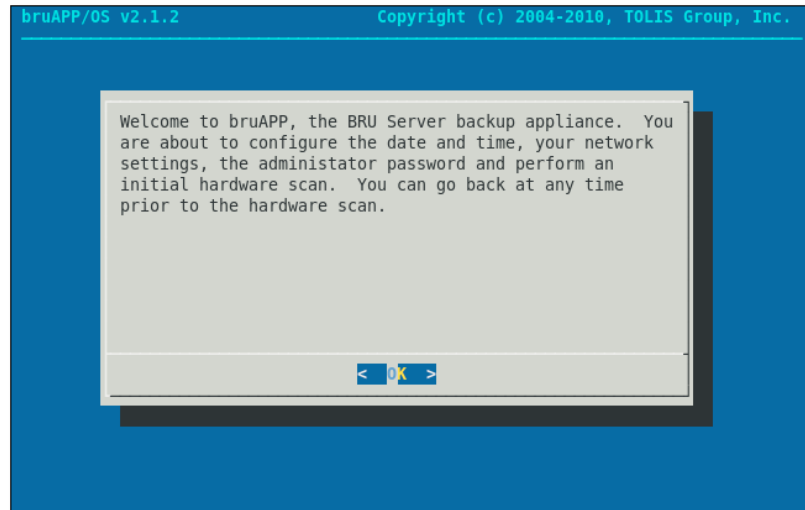 bruAPP/OS v2.1.2 Copyright (c) 2004-2010, TOLIS Group, Inc.
Welcome to bruAPP, the BRU Server backup appliance.  You
are about to configure the date and time, your network
settings, the administator password and perform an
initial hardware scan.  You can go back at any time
prior to the hardware scan.
<  OK  >